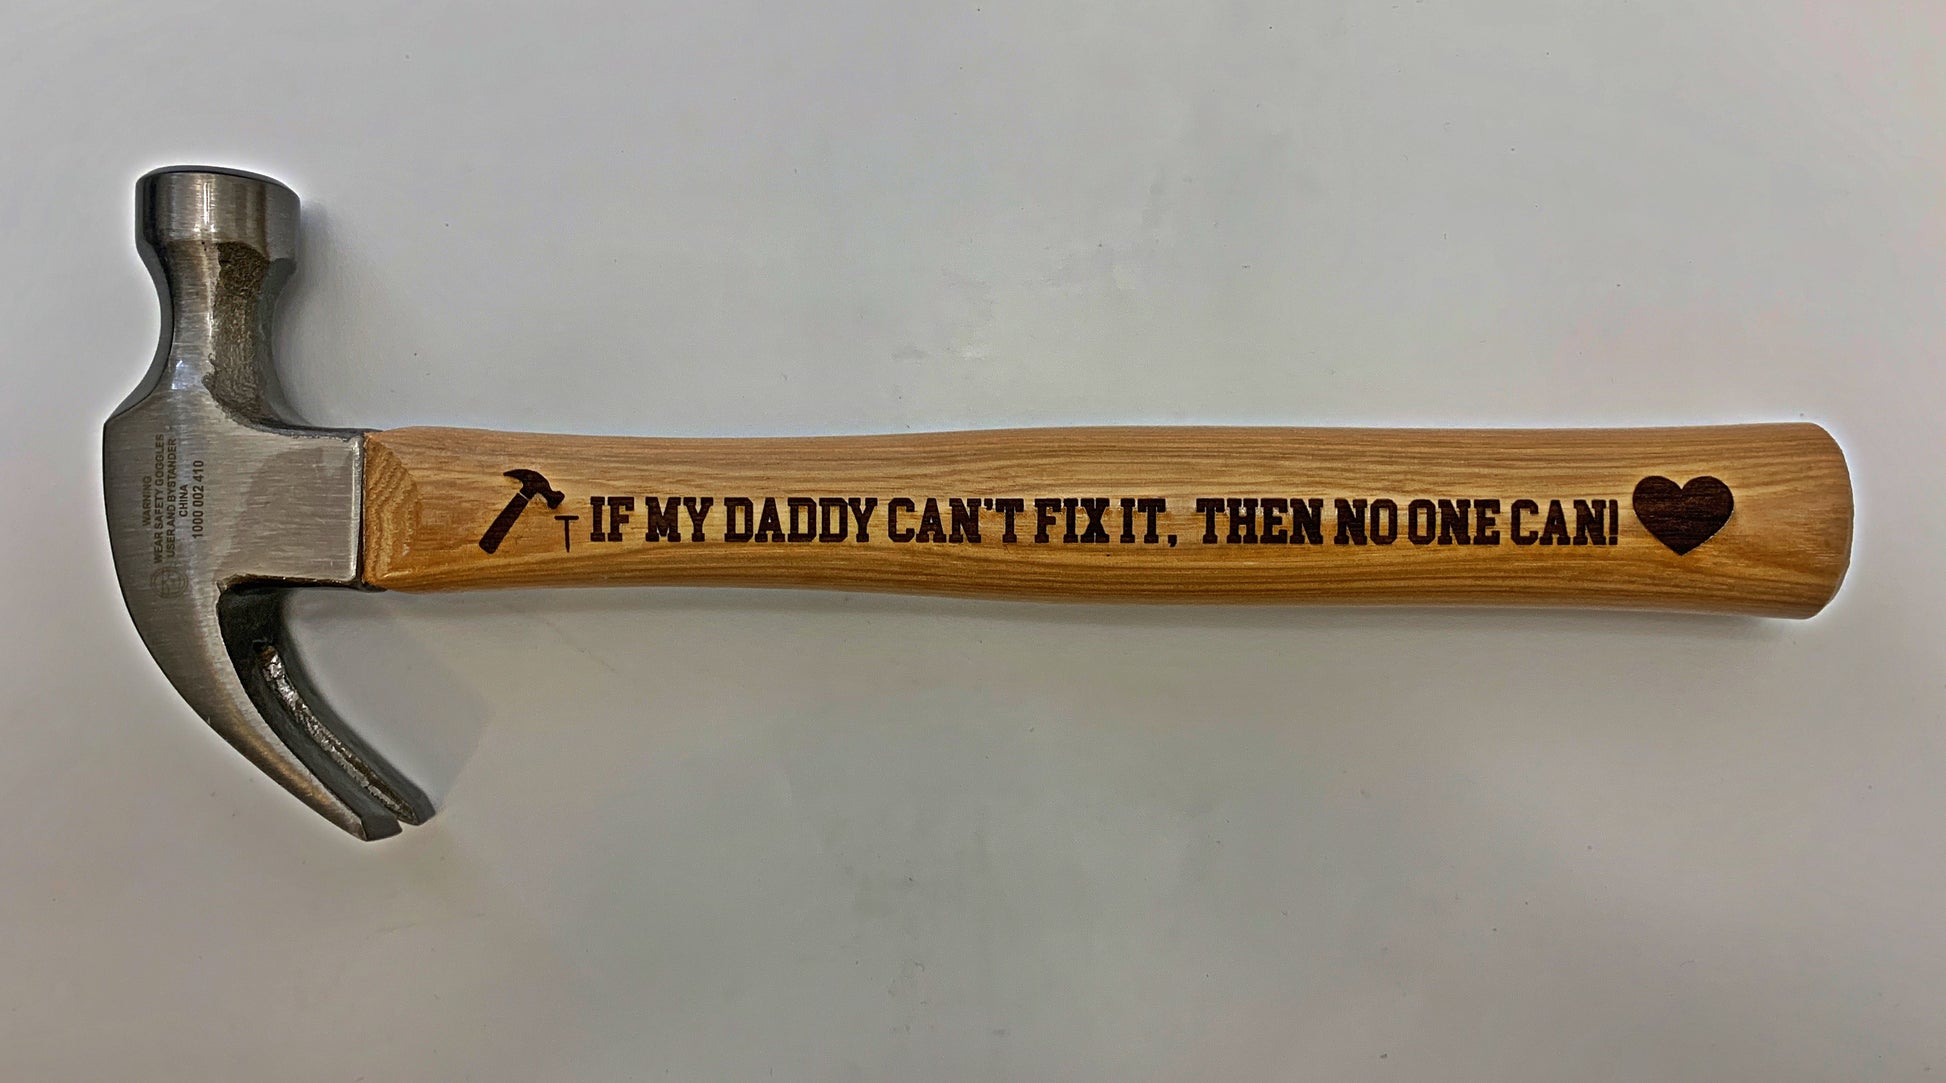 WARNING
WEAR SAFETY GOGGLES
USER AND BYSTANDER
CHINA
1000 002 410
IF MY DADDY CAN'T FIX IT, THEN NO ONE CAN!